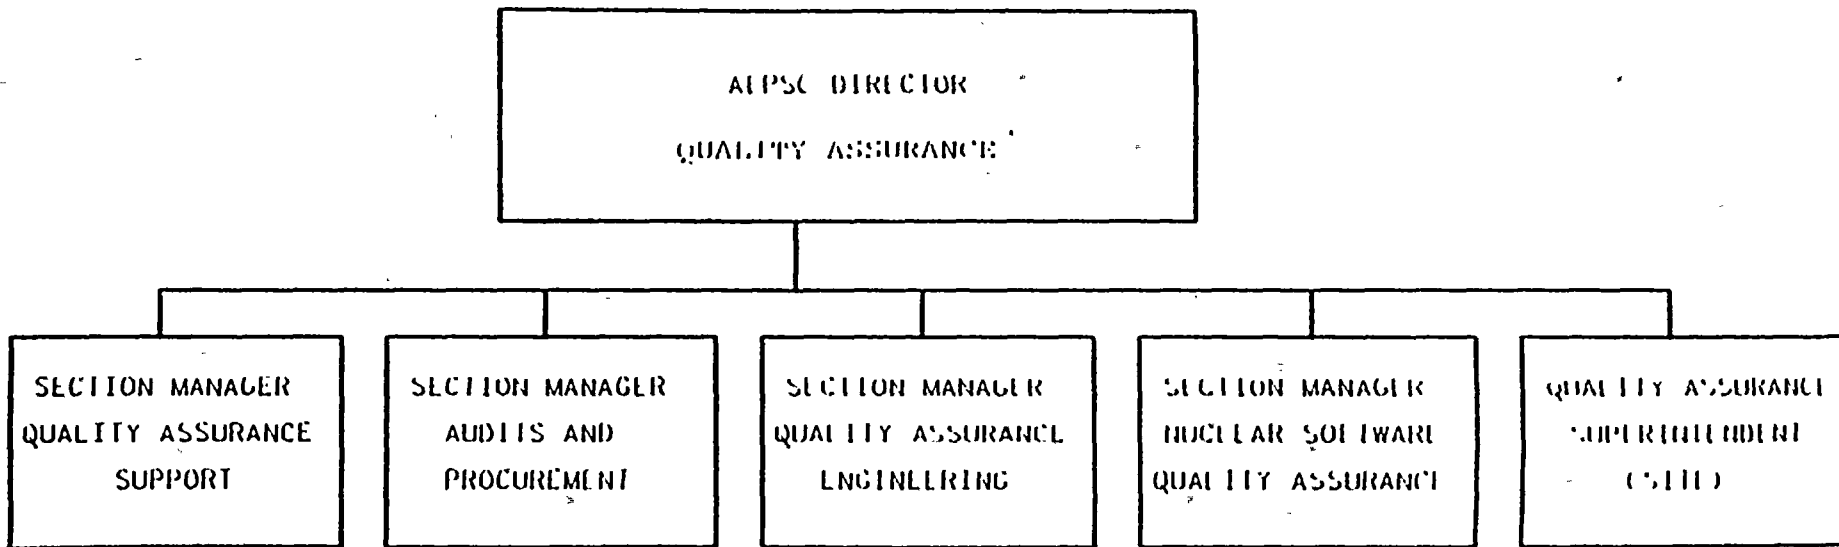 AEPSC DIRECTOR
QUALITY ASSURANCE
SECTION MANAGER
QUALITY ASSURANCE
SUPPORT
SECTION MANAGER
AUDITS AND
PROCUREMENT
SECTION MANAGER
QUALITY ASSURANCE
ENGINEERING
SECTION MANAGER
NUCLEAR SOFTWARE
QUALITY ASSURANCE
QUALITY ASSURANCE
SUPERINTENDENT
(SITE)